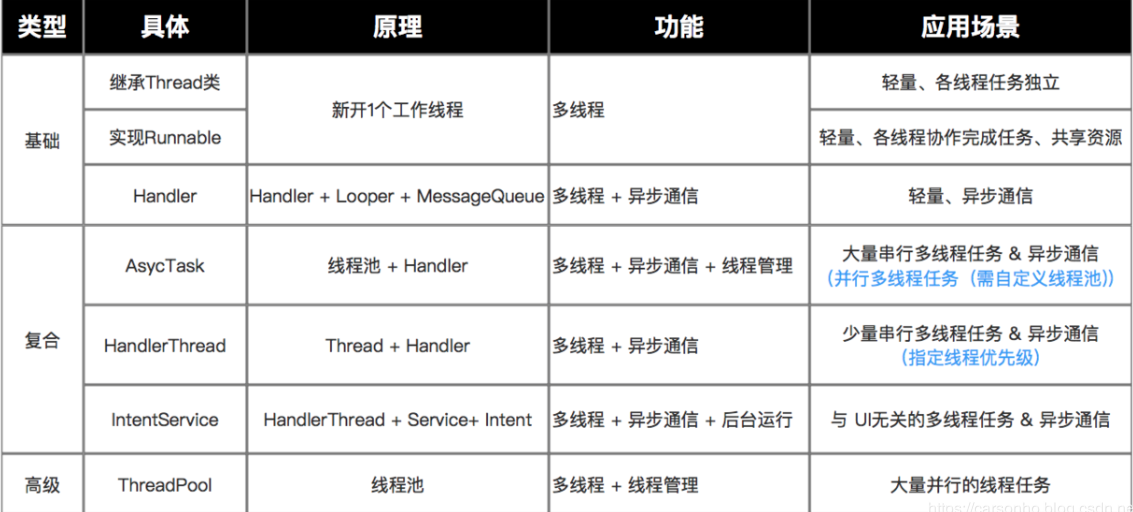 类型 具体 原理 功能 应用场景
基础
继承Thread类
新开1个工作线程
多线程
轻量、各线程任务独立
实现Runnable
轻量、各线程协作完成任务、共享资源
Handler
Handler + Looper + MessageQueue
多线程 + 异步通信
轻量、异步通信
复合
AsycTask
线程池 + Handler
多线程 + 异步通信 + 线程管理
大量串行多线程任务 & 异步通信
(并行多线程任务（需自定义线程池）)
HandlerThread
Thread + Handler
多线程 + 异步通信
少量串行多线程任务 & 异步通信
（指定线程优先级）
IntentService
HandlerThread + Service+ Intent
多线程 + 异步通信 + 后台运行
与 UI无关的多线程任务 & 异步通信
高级
ThreadPool
线程池
多线程 + 线程管理
大量并行的线程任务